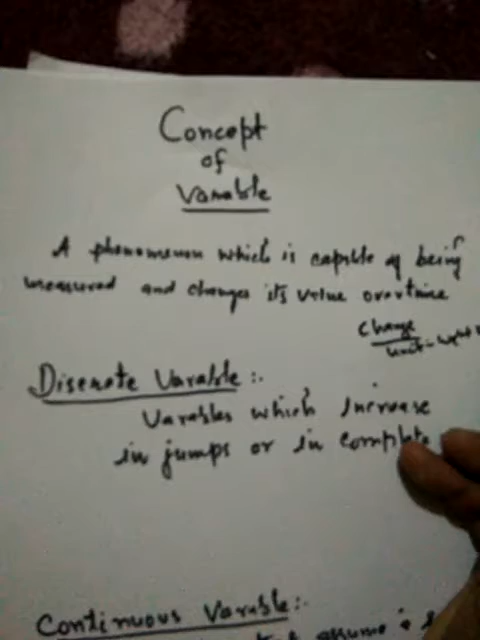 Concept
of
Variable
A phenomenon which is capable of being
measured and changes its value overtime
Change
Discrete Variable :-
Variables which increase
in jumps or in complete
Continuous Variable :-
assume